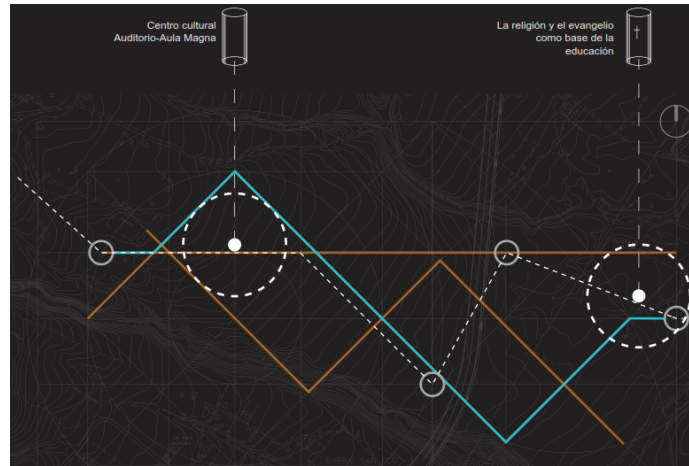 Centro cultural
Auditorio-Aula Magna
La religión y el evangelio
como base de la
educación